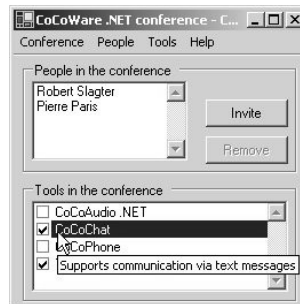 CoCoWare .NET conference - C...
Conference People Tools Help
People in the conference
Robert Slagter
Pierre Paris
Invite
Remove
Tools in the conference
CoCoAudio .NET
CoCoChat
CoPhone
Supports communication via text messages